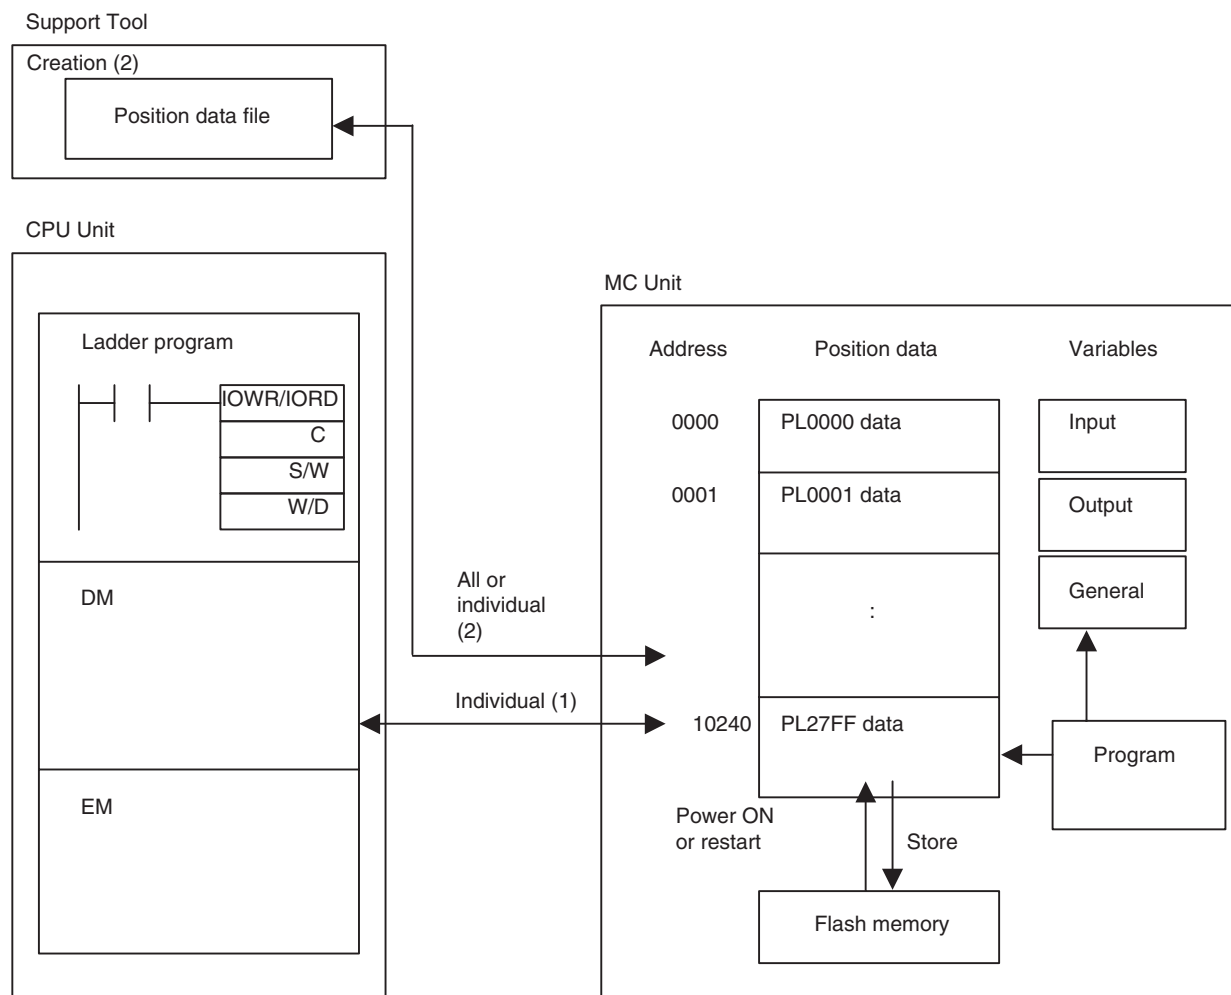 Support Tool
Creation (2)
Position data file
CPU Unit
Ladder program
IOWR/IORD
C
S/W
W/D
DM
EM
All or
individual
(2)
Individual (1)
MC Unit
Address
Position data
Variables
0000
PL0000 data
Input
0001
PL0001 data
Output
:
General
10240
PL27FF data
Program
Power ON
or restart
Store
Flash memory